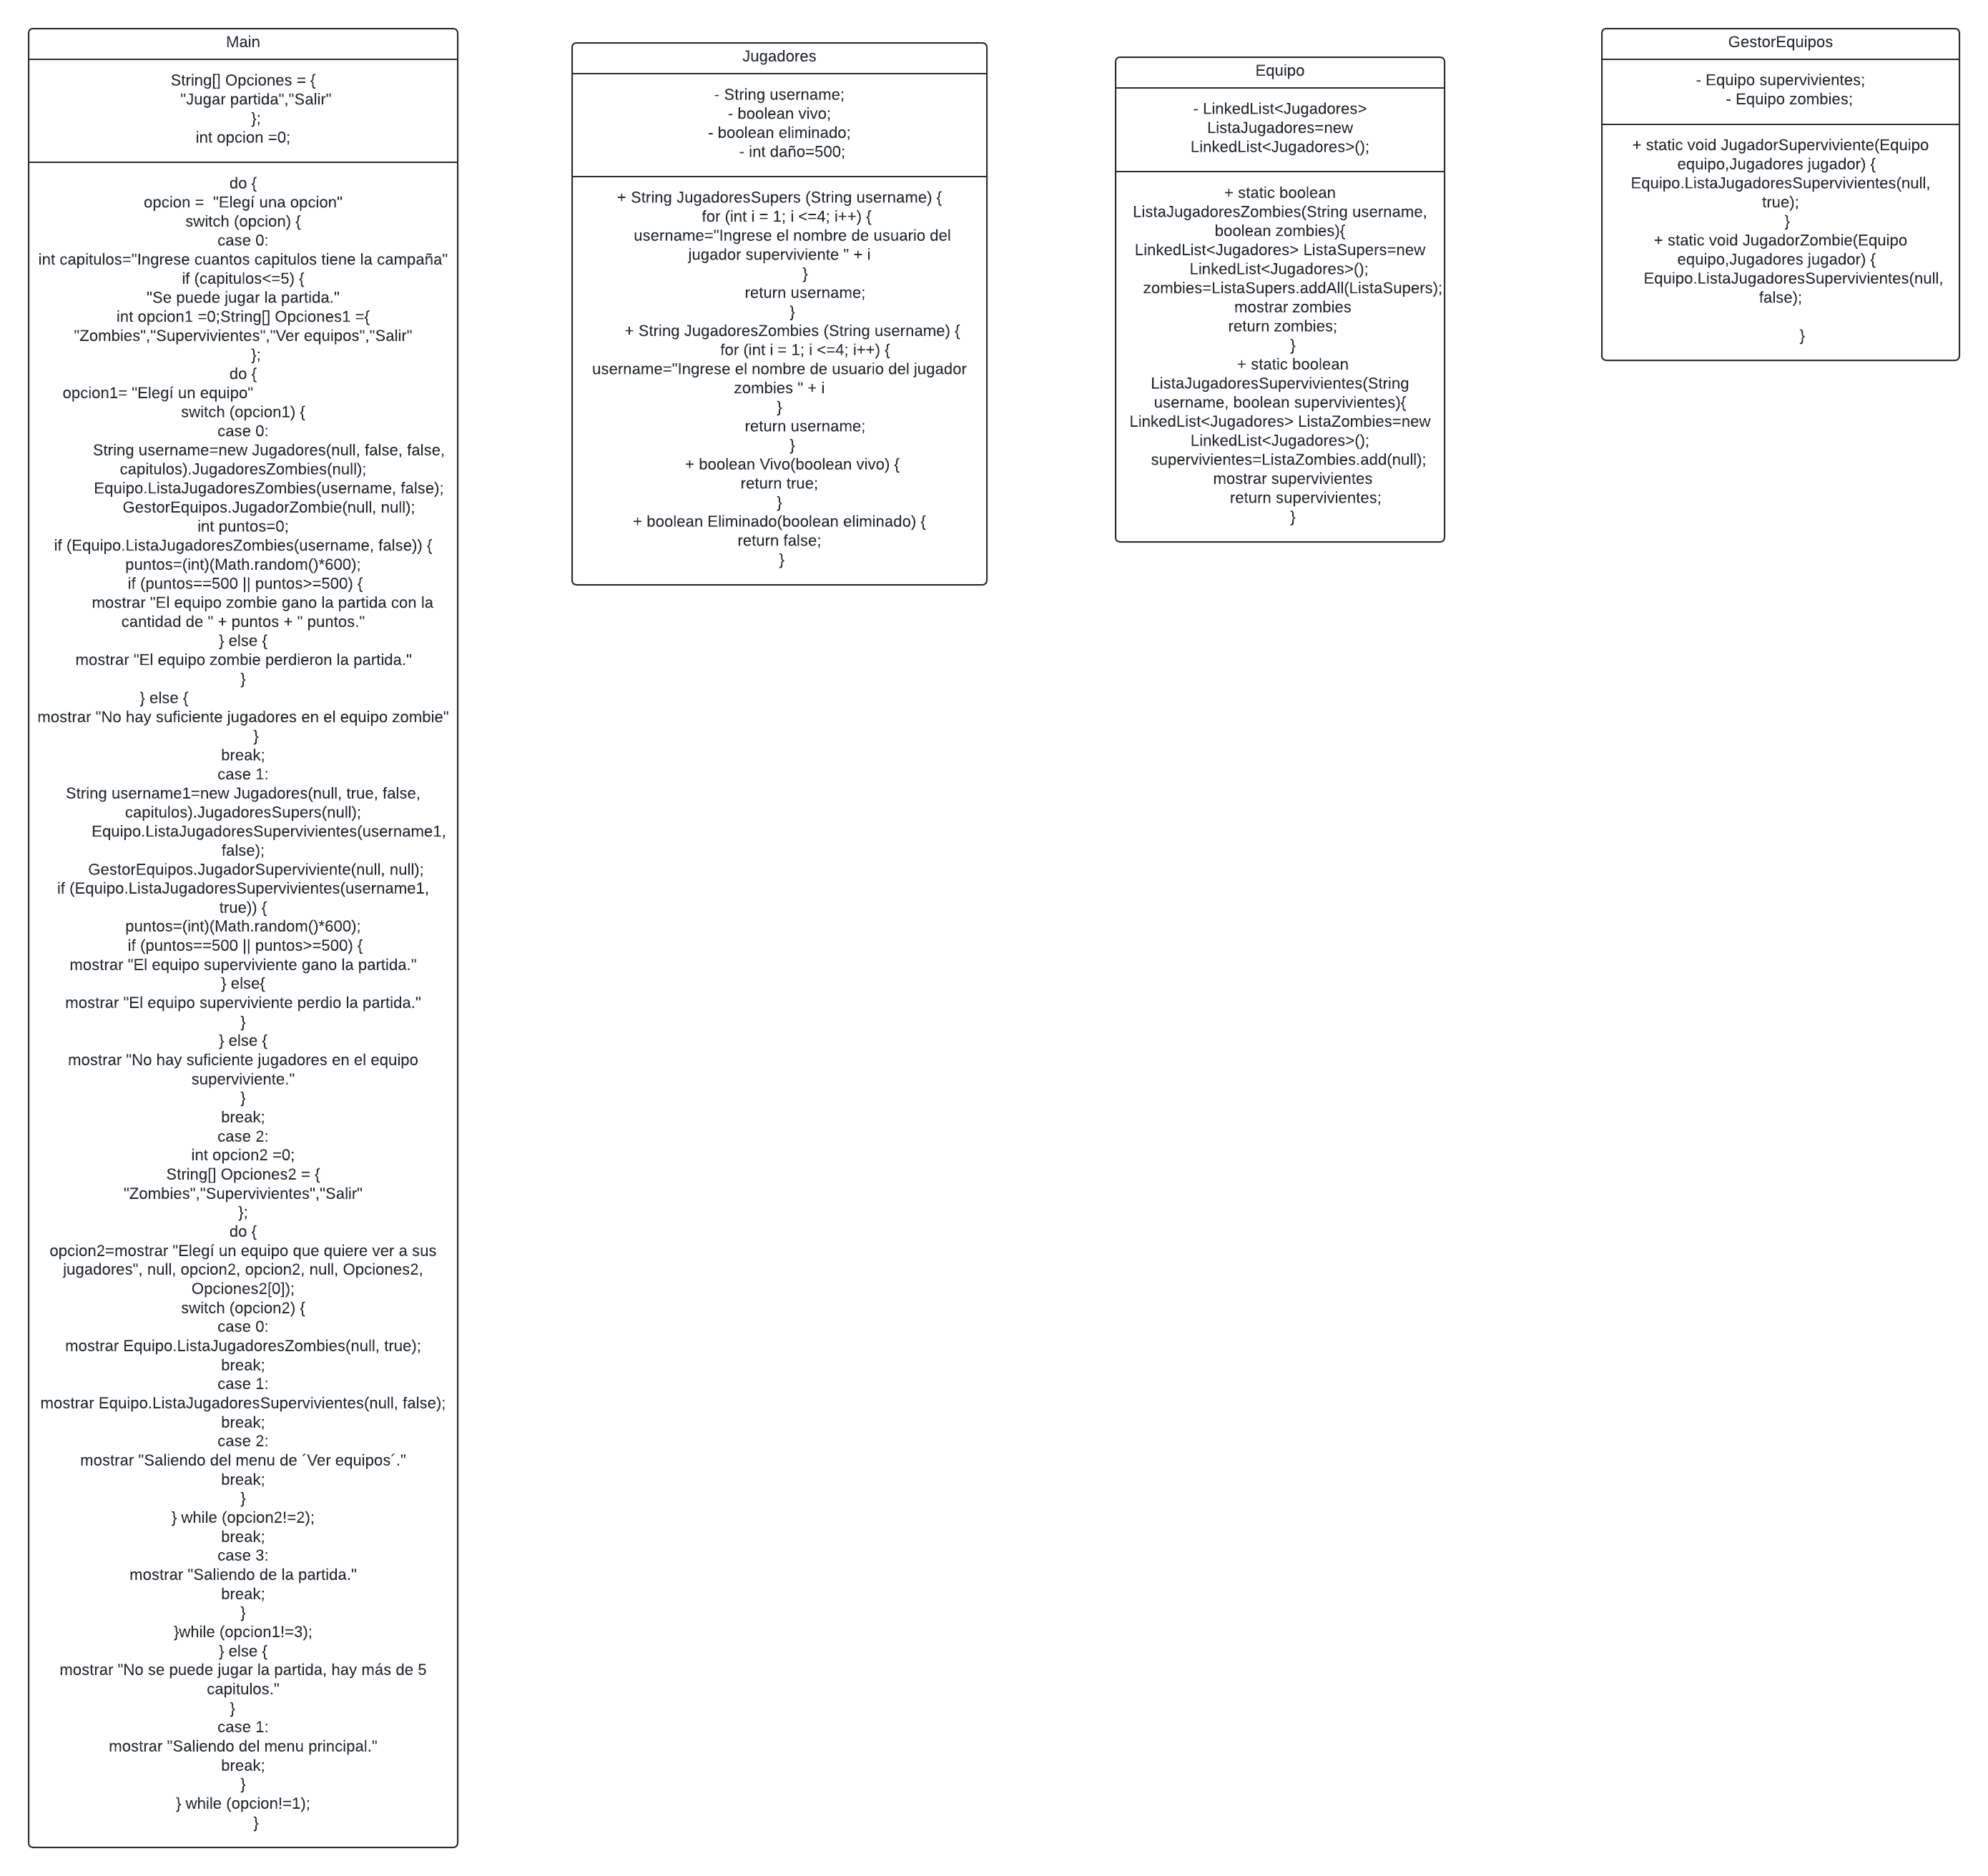 Main
String[] Opciones = {
"Jugar partida","Salir"
};
int opcion =0;
do {
opcion =  "Elegí una opcion"
switch (opcion) {
case 0:
int capitulos="Ingrese cuantos capitulos tiene la campaña"
if (capitulos<=5) {
"Se puede jugar la partida."
int opcion1 =0;String[] Opciones1 ={
"Zombies","Supervivientes","Ver equipos","Salir"
};
do {
opcion1= "Elegí un equipo"
switch (opcion1) {
case 0:
String username=new Jugadores(null, false, false,
capitulos).JugadoresZombies(null);
Equipo.ListaJugadoresZombies(username, false);
GestorEquipos.JugadorZombie(null, null);
int puntos=0;
if (Equipo.ListaJugadoresZombies(username, false)) {
puntos=(int)(Math.random()*600);
if (puntos==500 || puntos>=500) {
mostrar "El equipo zombie gano la partida con la
cantidad de " + puntos + " puntos."
} else {
mostrar "El equipo zombie perdieron la partida."
}
} else {
mostrar "No hay suficiente jugadores en el equipo zombie"
}
break;
case 1:
String username1=new Jugadores(null, true, false,
capitulos).JugadoresSupers(null);
Equipo.ListaJugadoresSupervivientes(username1,
false);
GestorEquipos.JugadorSuperviviente(null, null);
if (Equipo.ListaJugadoresSupervivientes(username1,
true)) {
puntos=(int)(Math.random()*600);
if (puntos==500 || puntos>=500) {
mostrar "El equipo superviviente gano la partida."
} else{
mostrar "El equipo superviviente perdio la partida."
}
} else {
mostrar "No hay suficiente jugadores en el equipo
superviviente."
}
break;
case 2:
int opcion2 =0;
String[] Opciones2 = {
"Zombies","Supervivientes","Salir"
};
do {
opcion2=mostrar "Elegí un equipo que quiere ver a sus
jugadores", null, opcion2, opcion2, null, Opciones2,
Opciones2[0]);
switch (opcion2) {
case 0:
mostrar Equipo.ListaJugadoresZombies(null, true);
break;
case 1:
mostrar Equipo.ListaJugadoresSupervivientes(null, false);
break;
case 2:
mostrar "Saliendo del menu de ´Ver equipos´."
break;
}
} while (opcion2!=2);
break;
case 3:
mostrar "Saliendo de la partida."
break;
}
}while (opcion1!=3);
} else {
mostrar "No se puede jugar la partida, hay más de 5
capitulos."
}
case 1:
mostrar "Saliendo del menu principal."
break;
}
} while (opcion!=1);
}
Jugadores
- String username;
- boolean vivo;
- boolean eliminado;
- int daño=500;
+ String JugadoresSupers (String username) {
for (int i = 1; i <=4; i++) {
username="Ingrese el nombre de usuario del
jugador superviviente " + i
}
return username;
}
+ String JugadoresZombies (String username) {
for (int i = 1; i <=4; i++) {
username="Ingrese el nombre de usuario del jugador
zombies " + i
}
return username;
}
+ boolean Vivo(boolean vivo) {
return true;
}
+ boolean Eliminado(boolean eliminado) {
return false;
}
Equipo
- LinkedList<Jugadores>
ListaJugadores=new
LinkedList<Jugadores>();
+ static boolean
ListaJugadoresZombies(String username,
boolean zombies){
LinkedList<Jugadores> ListaSupers=new
LinkedList<Jugadores>();
zombies=ListaSupers.addAll(ListaSupers);
mostrar zombies
return zombies;
}
+ static boolean
ListaJugadoresSupervivientes(String
username, boolean supervivientes){
LinkedList<Jugadores> ListaZombies=new
LinkedList<Jugadores>();
supervivientes=ListaZombies.add(null);
mostrar supervivientes
return supervivientes;
}
GestorEquipos
- Equipo supervivientes;
- Equipo zombies;
+ static void JugadorSuperviviente(Equipo
equipo,Jugadores jugador) {
Equipo.ListaJugadoresSupervivientes(null,
true);
}
+ static void JugadorZombie(Equipo
equipo,Jugadores jugador) {
Equipo.ListaJugadoresSupervivientes(null,
false);
}